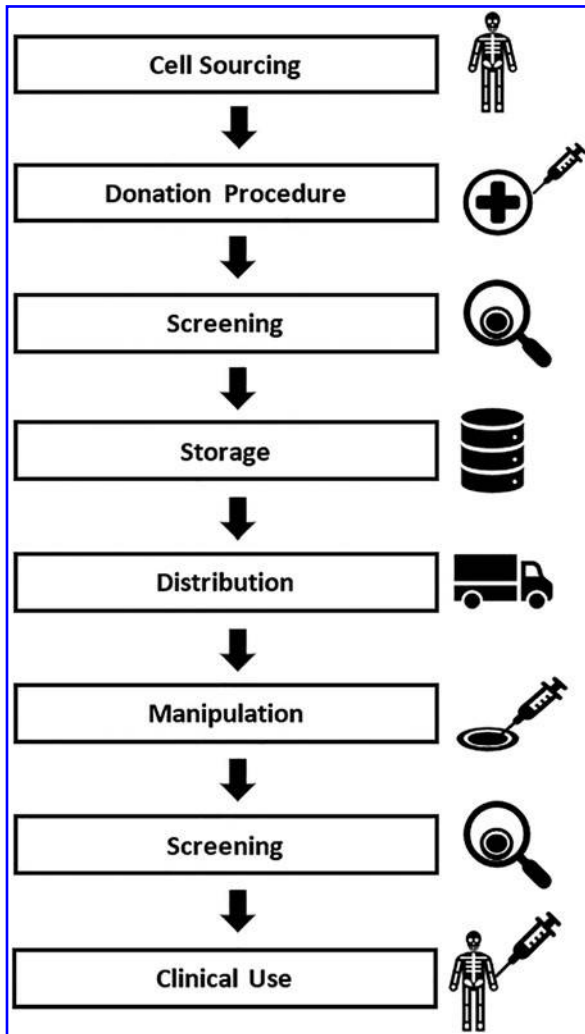 Cell Sourcing
Donation Procedure
Screening
Storage
Distribution
Manipulation
Screening
Clinical Use